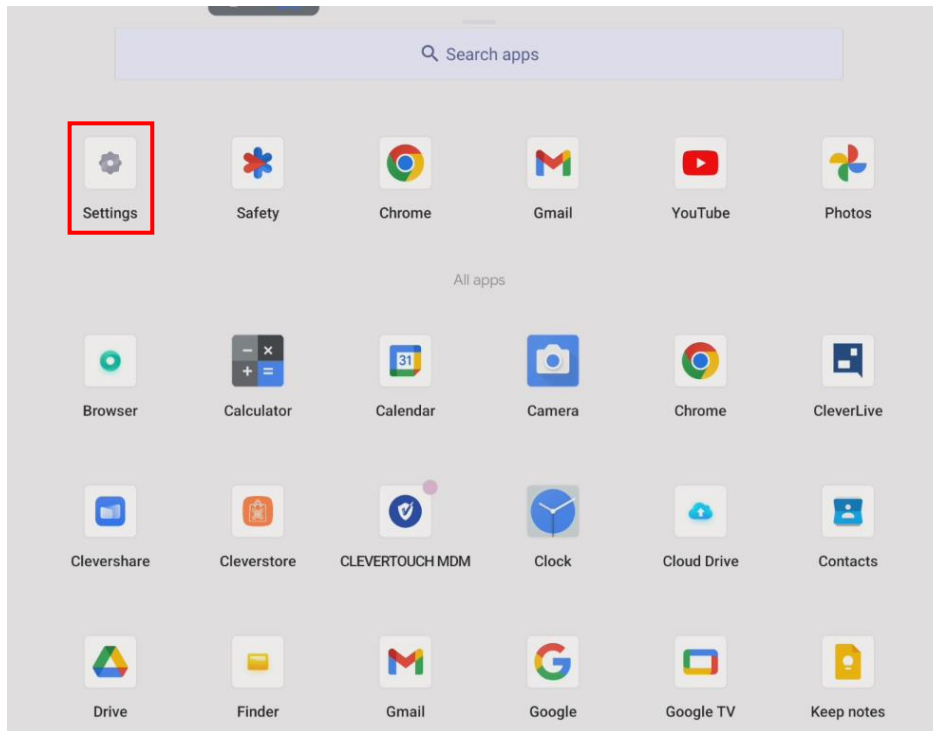 Search apps
Settings Safety Chrome Gmail YouTube Photos
All apps
31
Browser Calculator Calendar Camera Chrome CleverLive
Clevershare Cleverstore CLEVERTOUCH MDM Clock Cloud Drive Contacts
Drive Finder Gmail Google Google TV Keep notes